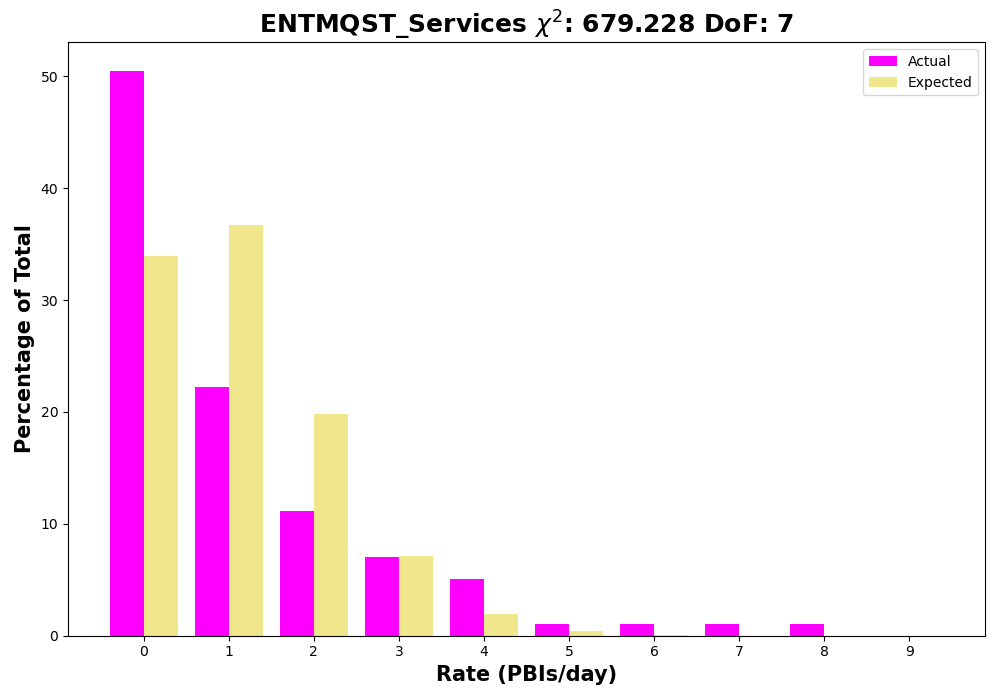 ENTMQST_Services χ²: 679.228 DoF: 7
Actual
Expected
Percentage of Total
50
40
30
20
10
0
0 1 2 3 4 5 6 7 8 9
Rate (PBIs/day)